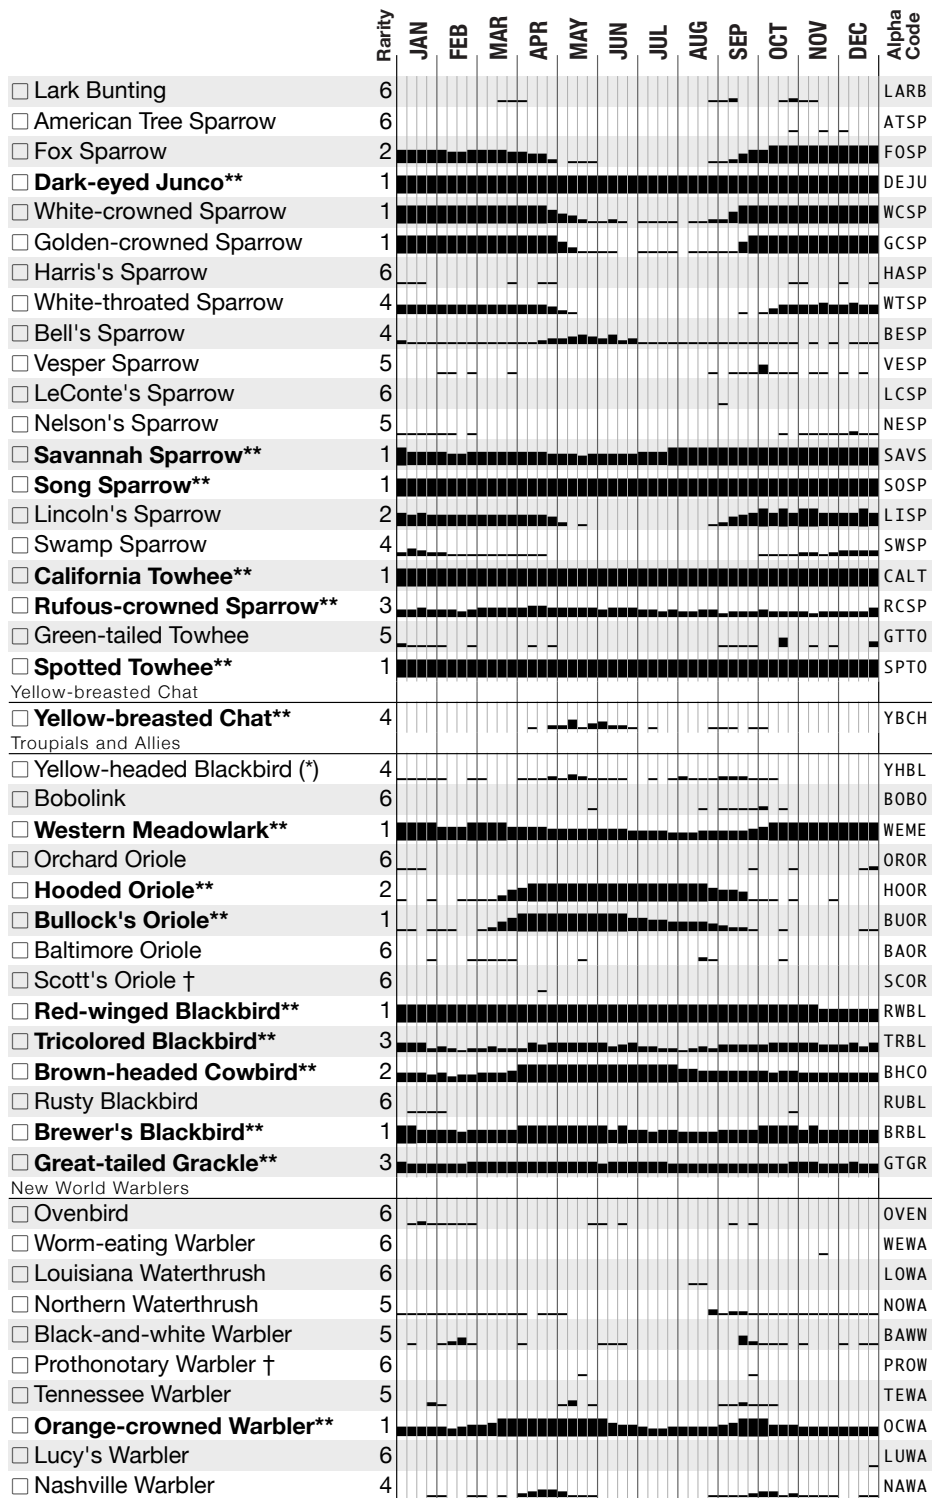 Rarity JAN FEB MAR APR MAY JUN JUL AUG SEP OCT NOV DEC Alpha Code
Lark Bunting 6 LARB
American Tree Sparrow 6 ATSP
Fox Sparrow 2 FOSP
Dark-eyed Junco** 1 DEJU
White-crowned Sparrow 1 WCSP
Golden-crowned Sparrow 1 GCSP
Harris's Sparrow 6 HASP
White-throated Sparrow 4 WTSP
Bell's Sparrow 4 BESP
Vesper Sparrow 5 VESP
LeConte's Sparrow 6 LCSP
Nelson's Sparrow 5 NESP
Savannah Sparrow** 1 SAVS
Song Sparrow** 1 SOSP
Lincoln's Sparrow 2 LISP
Swamp Sparrow 4 SWSP
California Towhee** 1 CALT
Rufous-crowned Sparrow** 3 RCSP
Green-tailed Towhee 5 GTTO
Spotted Towhee** 1 SPTO
Yellow-breasted Chat
Yellow-breasted Chat** 4 YBCH
Troupials and Allies
Yellow-headed Blackbird (*) 4 YHBL
Bobolink 6 BOBO
Western Meadowlark** 1 WEME
Orchard Oriole 6 OROR
Hooded Oriole** 2 HOOR
Bullock's Oriole** 1 BUOR
Baltimore Oriole 6 BAOR
Scott's Oriole † 6 SCOR
Red-winged Blackbird** 1 RWBL
Tricolored Blackbird** 3 TRBL
Brown-headed Cowbird** 2 BHCO
Rusty Blackbird 6 RUBL
Brewer's Blackbird** 1 BRBL
Great-tailed Grackle** 3 GTGR
New World Warblers
Ovenbird 6 OVEN
Worm-eating Warbler 6 WEWA
Louisiana Waterthrush 6 LOWA
Northern Waterthrush 5 NOWA
Black-and-white Warbler 5 BAWW
Prothonotary Warbler † 6 PROW
Tennessee Warbler 5 TEWA
Orange-crowned Warbler** 1 OCWA
Lucy's Warbler 6 LUWA
Nashville Warbler 4 NAWA